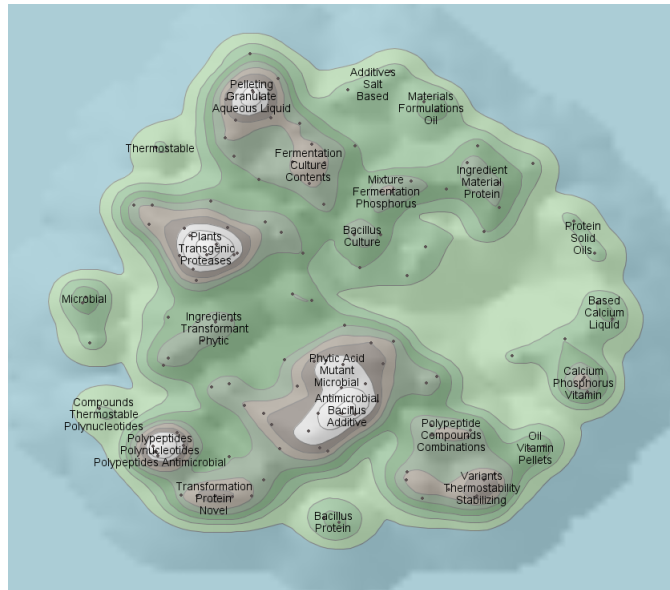 Pelleting
Granulate
Aqueous Liquid
Additives
Salt
Based
Materials
Formulations
Oil
Thermostable
Fermentation
Culture
Contents
Mixture
Fermentation
Phosphorus
Ingredient
Material
Protein
Plants
Transgenic
Proteases
Bacillus
Culture
Protein
Solid
Oils
Microbial
Ingredients
Transformant
Phytic
Based
Calcium
Liquid
Phytic Acid
Mutant
Microbial
Antimicrobial
Bacillus
Additive
Calcium
Phosphorus
Vitamin
Compounds
Thermostable
Polynucleotides
Polypeptides
Polynucleotides
Polypeptides Antimicrobial
Polypeptide
Compounds
Combinations
Oil
Vitamin
Pellets
Transformation
Protein
Novel
Variants
Thermostability
Stabilizing
Bacillus
Protein